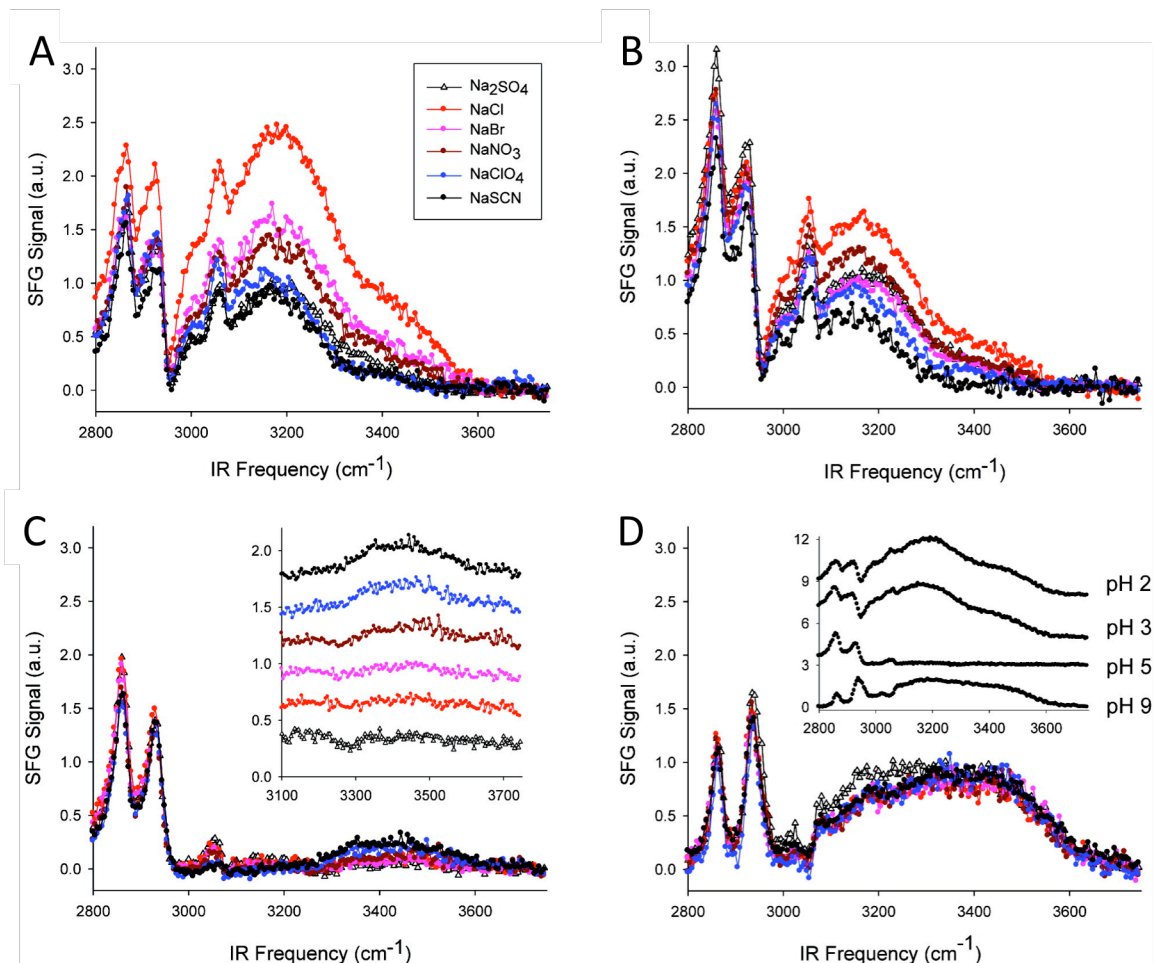 A
3.0
2.5
2.0
1.5
1.0
0.5
0.0
SFG Signal (a.u.)
2800 3000 3200 3400 3600
IR Frequency (cm⁻¹)
Na₂SO₄
NaCl
NaBr
NaNO₃
NaClO₄
NaSCN
B
3.0
2.5
2.0
1.5
1.0
0.5
0.0
SFG Signal (a.u.)
2800 3000 3200 3400 3600
IR Frequency (cm⁻¹)
C
3.0
2.5
2.0
1.5
1.0
0.5
0.0
SFG Signal (a.u.)
2800 3000 3200 3400 3600
IR Frequency (cm⁻¹)
2.0
1.5
1.0
0.5
0.0
3100 3300 3500 3700
D
3.0
2.5
2.0
1.5
1.0
0.5
0.0
SFG Signal (a.u.)
2800 3000 3200 3400 3600
IR Frequency (cm⁻¹)
12
9
6
3
0
2800 3000 3200 3400 3600
pH 2
pH 3
pH 5
pH 9